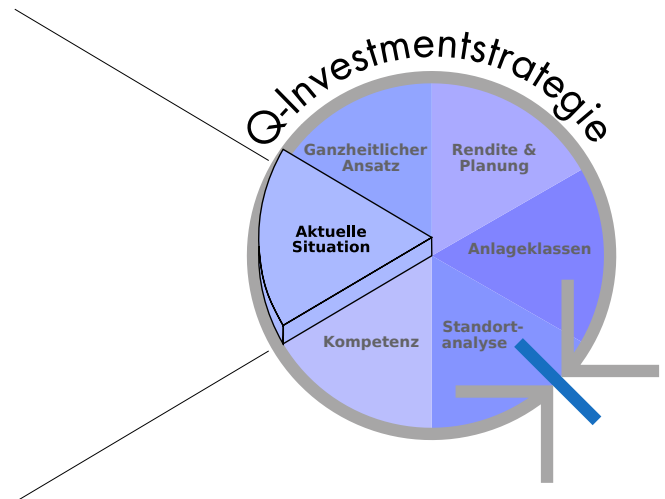 Q-Investmentstrategie
Ganzheitlicher
Ansatz
Rendite &
Planung
Aktuelle
Situation
Anlageklassen
Kompetenz
Standort-
analyse